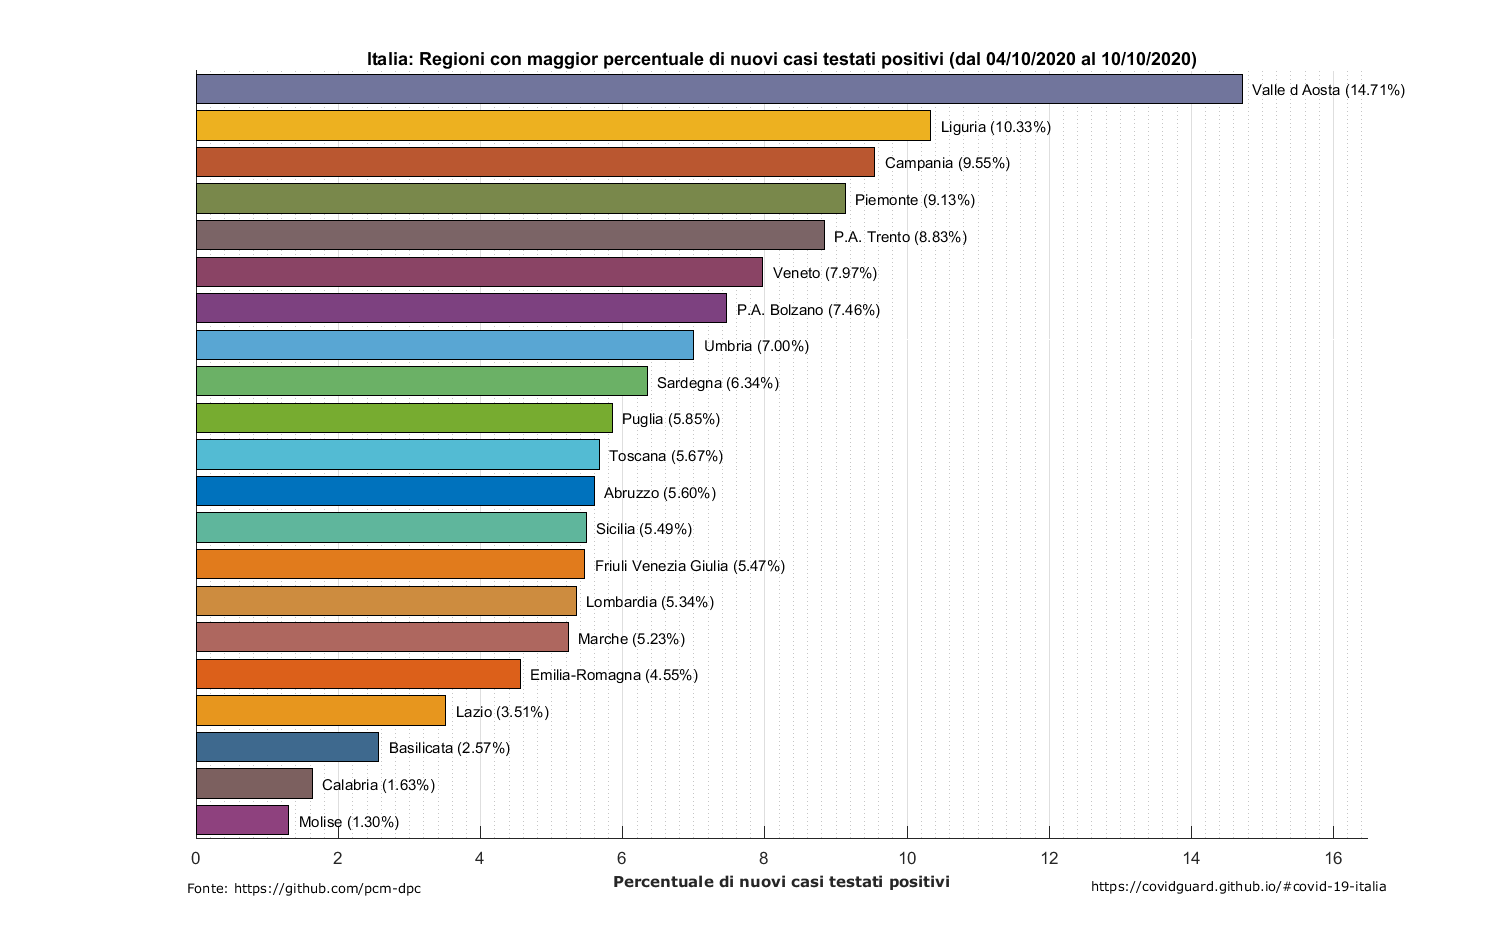 Italia: Regioni con maggior percentuale di nuovi casi testati positivi (dal 04/10/2020 al 10/10/2020)
Valle d Aosta (14.71%)
Liguria (10.33%)
Campania (9.55%)
Piemonte (9.13%)
P.A. Trento (8.83%)
Veneto (7.97%)
P.A. Bolzano (7.46%)
Umbria (7.00%)
Sardegna (6.34%)
Puglia (5.85%)
Toscana (5.67%)
Abruzzo (5.60%)
Sicilia (5.49%)
Friuli Venezia Giulia (5.47%)
Lombardia (5.34%)
Marche (5.23%)
Emilia-Romagna (4.55%)
Lazio (3.51%)
Basilicata (2.57%)
Calabria (1.63%)
Molise (1.30%)
0 2 4 6 8 10 12 14 16
Percentuale di nuovi casi testati positivi
Fonte: https://github.com/pcm-dpc
https://covidguard.github.io/#covid-19-italia